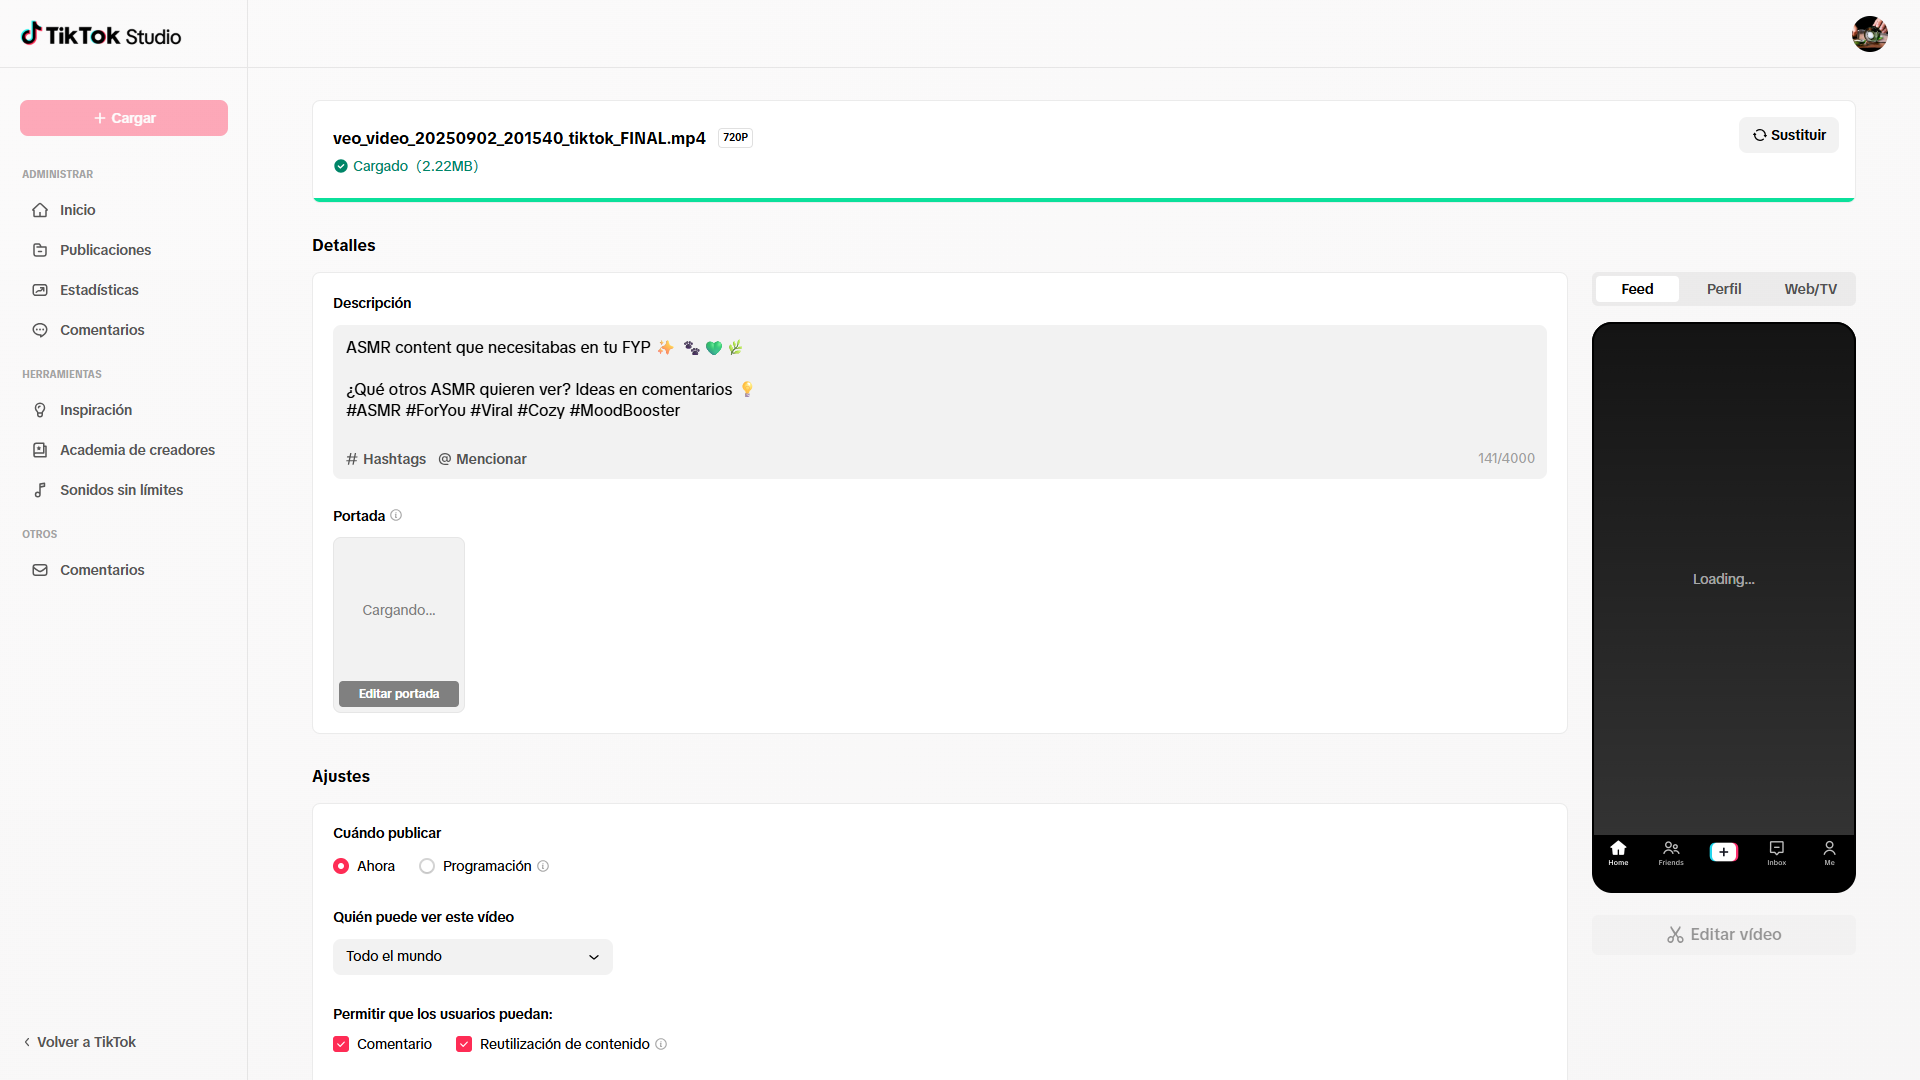 TikTok Studio
+ Cargar
ADMINISTRAR
Inicio
Publicaciones
Estadísticas
Comentarios
HERRAMIENTAS
Inspiración
Academia de creadores
Sonidos sin límites
OTROS
Comentarios
Volver a TikTok
veo_video_20250902_201540_tiktok_FINAL.mp4 720P
Cargado (2.22MB)
Sustituir
Detalles
Descripción
ASMR content que necesitabas en tu FYP ✨ 🐾 💚 🌿
¿Qué otros ASMR quieren ver? Ideas en comentarios 💡
#ASMR #ForYou #Viral #Cozy #MoodBooster
# Hashtags @ Mencionar 141/4000
Portada
Cargando...
Editar portada
Ajustes
Cuándo publicar
Ahora Programación
Quién puede ver este vídeo
Todo el mundo
Permitir que los usuarios puedan:
Comentario Reutilización de contenido
Feed Perfil Web/TV
Loading...
Home Friends Inbox Me
Editar vídeo